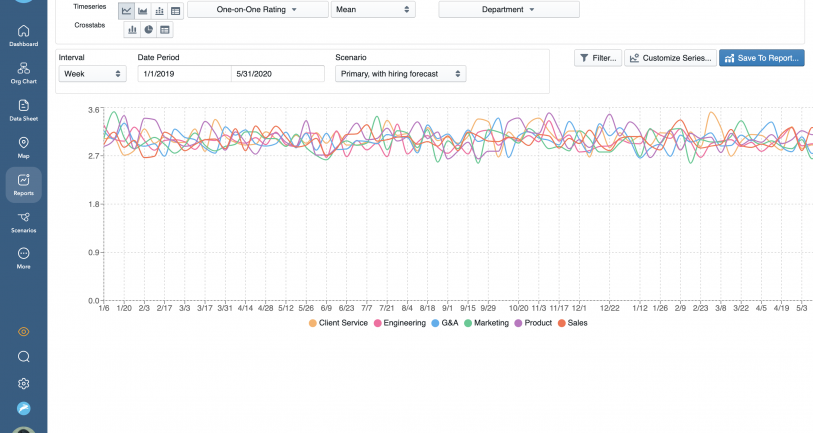 Timeseries
One-on-One Rating
Mean
Department
Crosstabs
Dashboard
Org Chart
Data Sheet
Map
Reports
Scenarios
More
Interval
Date Period
Scenario
Week
1/1/2019
5/31/2020
Primary, with hiring forecast
Filter...
Customize Series...
Save To Report...
3.6
2.7
1.8
0.9
0.0
1/6 1/20 2/3 2/17 3/3 3/17 3/31 4/14 4/28 5/12 5/26 6/9 6/23 7/7 7/21 8/4 8/18 9/1 9/15 9/29 10/20 11/3 11/17 12/1 12/22 1/12 1/26 2/9 2/23 3/8 3/22 4/5 4/19 5/3
Client Service Engineering G&A Marketing Product Sales